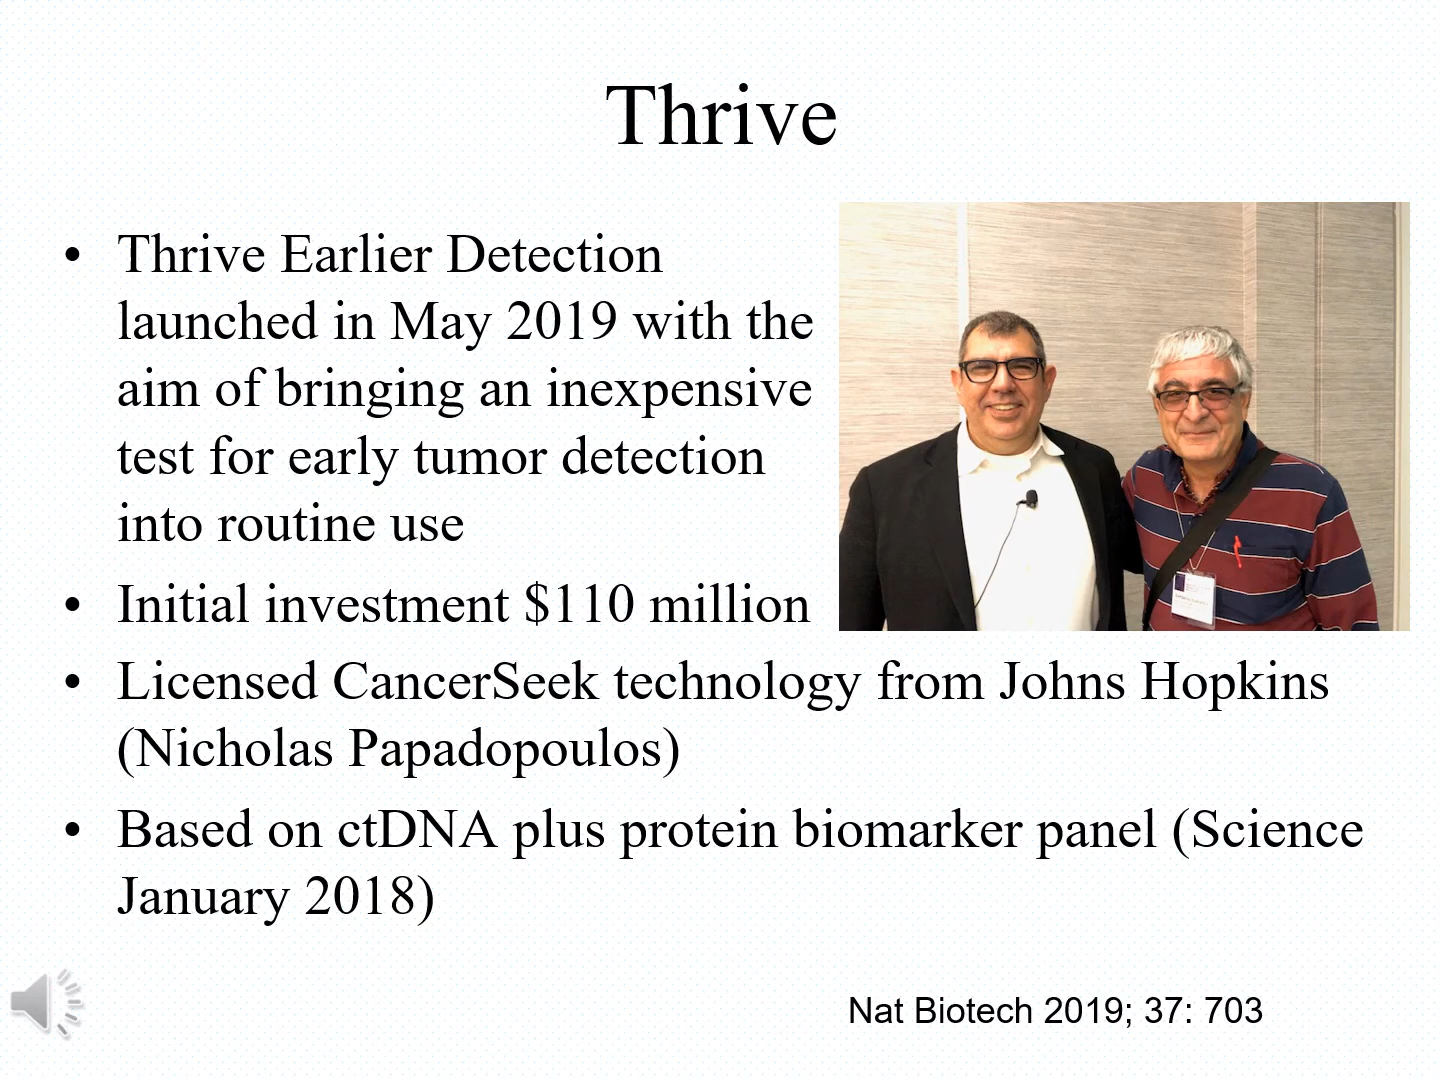 Thrive
• Thrive Earlier Detection
launched in May 2019 with the
aim of bringing an inexpensive
test for early tumor detection
into routine use
• Initial investment $110 million
• Licensed CancerSeek technology from Johns Hopkins
(Nicholas Papadopoulos)
• Based on ctDNA plus protein biomarker panel (Science
January 2018)
Nat Biotech 2019; 37: 703